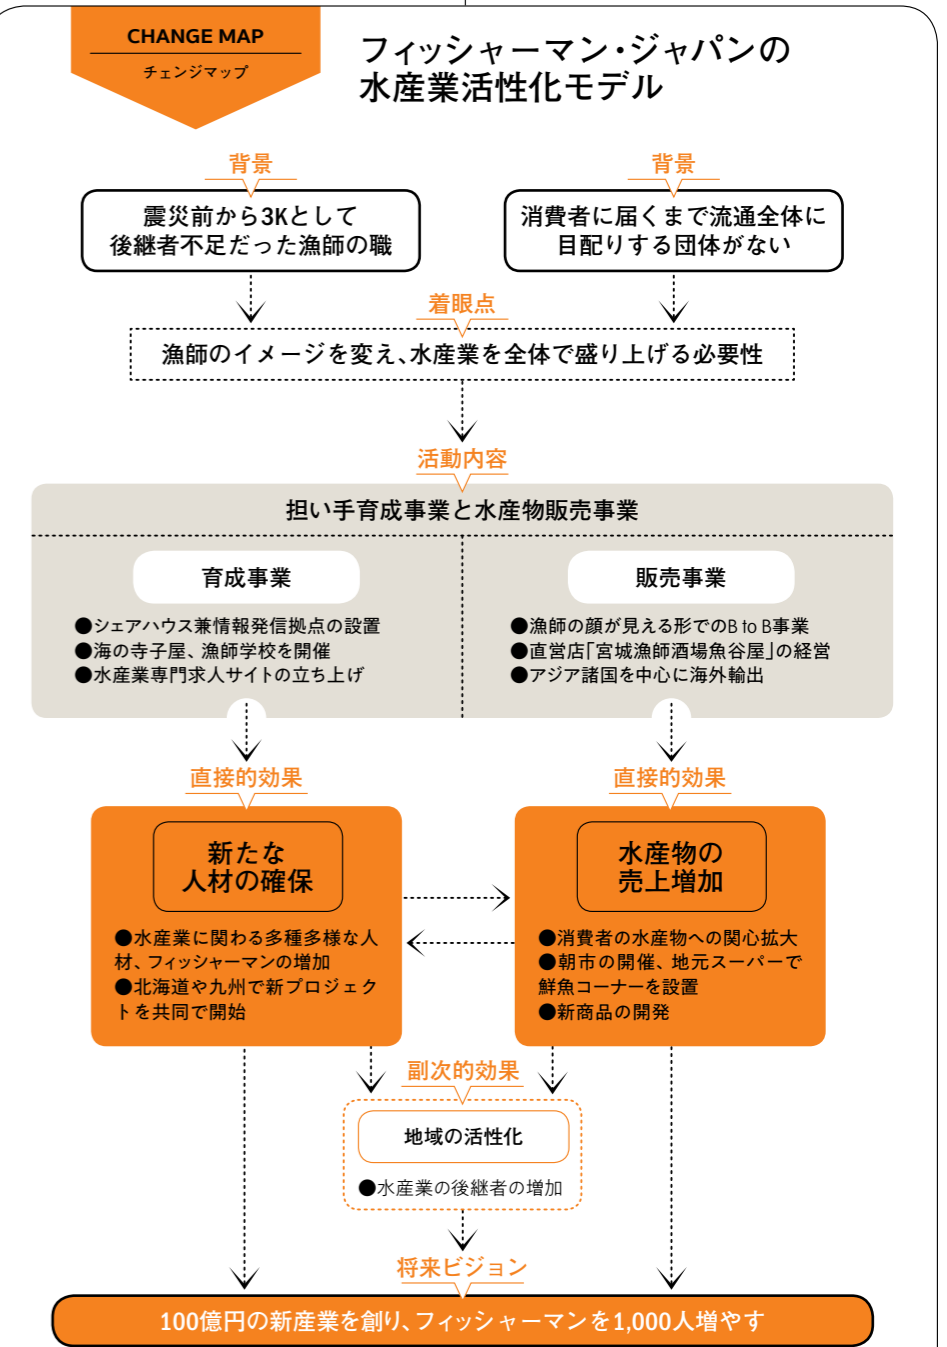 CHANGE MAP
チェンジマップ
フィッシャーマン・ジャパンの
水産業活性化モデル
背景
震災前から3Kとして
後継者不足だった漁師の職
背景
消費者に届くまで流通全体に
目配りする団体がない
着眼点
漁師のイメージを変え、水産業を全体で盛り上げる必要性
活動内容
担い手育成事業と水産物販売事業
育成事業
●シェアハウス兼情報発信拠点の設置
●海の寺子屋、漁師学校を開催
●水産業専門求人サイトの立ち上げ
販売事業
●漁師の顔が見える形でのB to B事業
●直営店「宮城漁師酒場魚谷屋」の経営
●アジア諸国を中心に海外輸出
直接的効果
新たな
人材の確保
●水産業に関わる多種多様な人
材、フィッシャーマンの増加
●北海道や九州で新プロジェク
トを共同で開始
直接的効果
水産物の
売上増加
●消費者の水産物への関心拡大
●朝市の開催、地元スーパーで
鮮魚コーナーを設置
●新商品の開発
副次的効果
地域の活性化
●水産業の後継者の増加
将来ビジョン
100億円の新産業を創り、フィッシャーマンを1,000人増やす